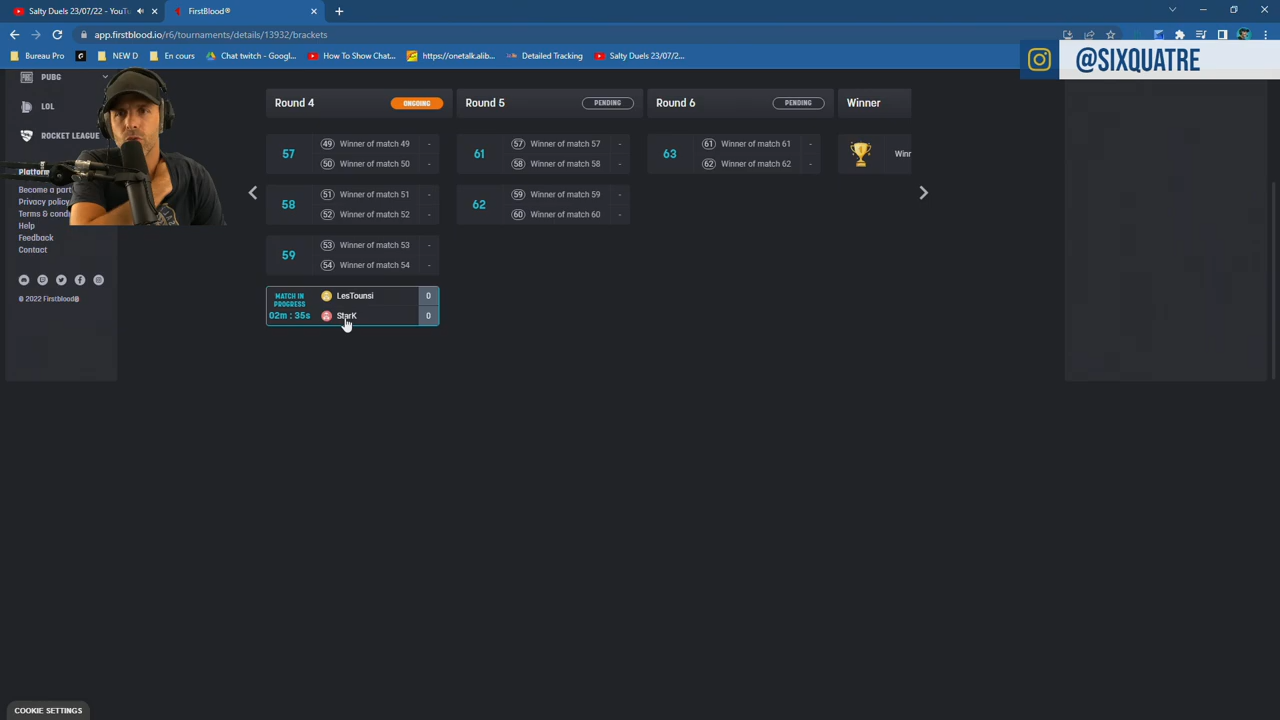 Salty Duels 23/07/22 - YouTu
FirstBlood®
app.firstblood.io/r6/tournaments/details/13932/brackets
Bureau Pro
NEW D
En cours
Chat twitch - Googl...
How To Show Chat...
https://onetalk.alib...
Detailed Tracking
Salty Duels 23/07/2...
@SIXQUATRE
PUBG
LOL
ROCKET LEAGUE
Platform
Become a part
Privacy policy
Terms & condi
Help
Feedback
Contact
© 2022 Firstblood®
Round 4 ONGOING
Round 5 PENDING
Round 6 PENDING
Winner
57
49 Winner of match 49 -
50 Winner of match 50 -
61
57 Winner of match 57 -
58 Winner of match 58 -
63
61 Winner of match 61 -
62 Winner of match 62 -
Winr
58
51 Winner of match 51 -
52 Winner of match 52 -
62
59 Winner of match 59 -
60 Winner of match 60 -
59
53 Winner of match 53 -
54 Winner of match 54 -
MATCH IN
PROGRESS
02m : 35s
LesTounsi 0
StarK 0
COOKIE SETTINGS